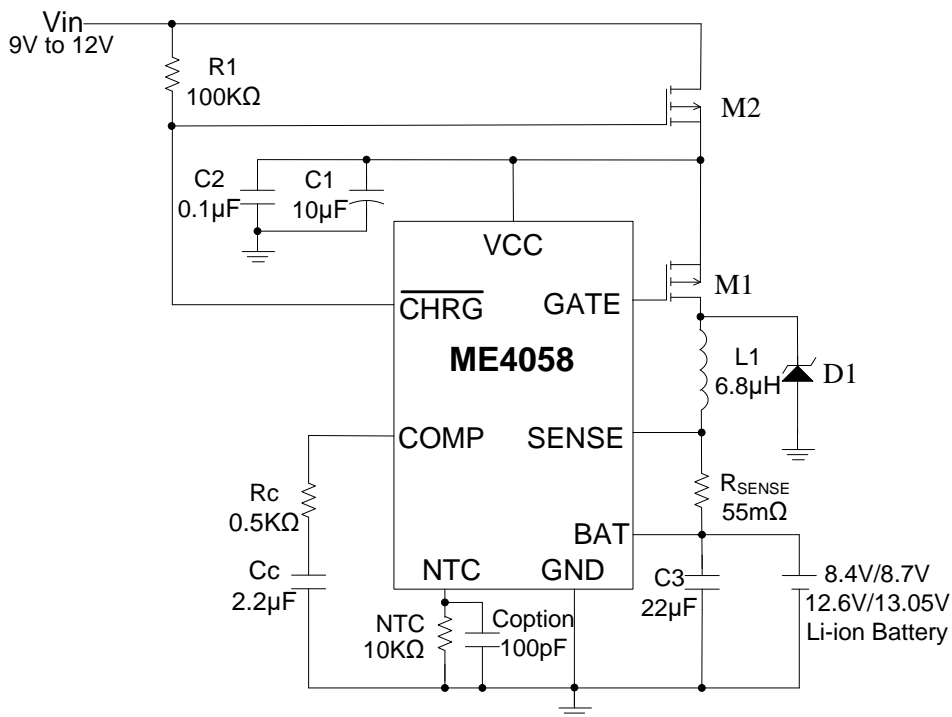 Vin
9V to 12V
R1
100KΩ
M2
C2
0.1µF
C1
10µF
VCC
CHRG
GATE
M1
ME4058
L1
6.8µH
D1
COMP
SENSE
Rc
0.5KΩ
RSENSE
55mΩ
BAT
Cc
2.2µF
NTC
GND
C3
22µF
8.4V/8.7V
12.6V/13.05V
Li-ion Battery
NTC
10KΩ
Coption
100pF